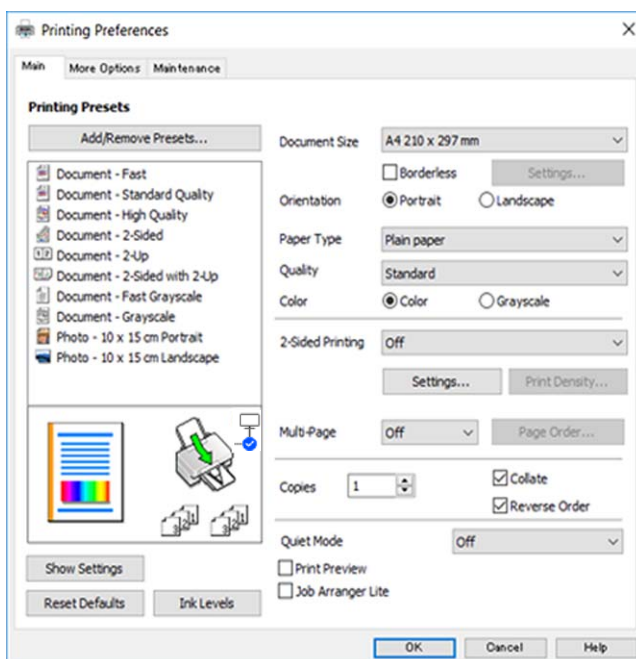 Printing Preferences
Main
More Options
Maintenance
Printing Presets
Add/Remove Presets...
Document - Fast
Document - Standard Quality
Document - High Quality
Document - 2-Sided
Document - 2-Up
Document - 2-Sided with 2-Up
Document - Fast Grayscale
Document - Grayscale
Photo - 10 x 15 cm Portrait
Photo - 10 x 15 cm Landscape
Show Settings
Reset Defaults
Ink Levels
Document Size
A4 210 x 297 mm
Borderless
Settings...
Orientation
Portrait
Landscape
Paper Type
Plain paper
Quality
Standard
Color
Color
Grayscale
2-Sided Printing
Off
Settings...
Print Density...
Multi-Page
Off
Page Order...
Copies
1
Collate
Reverse Order
Quiet Mode
Off
Print Preview
Job Arranger Lite
OK
Cancel
Help